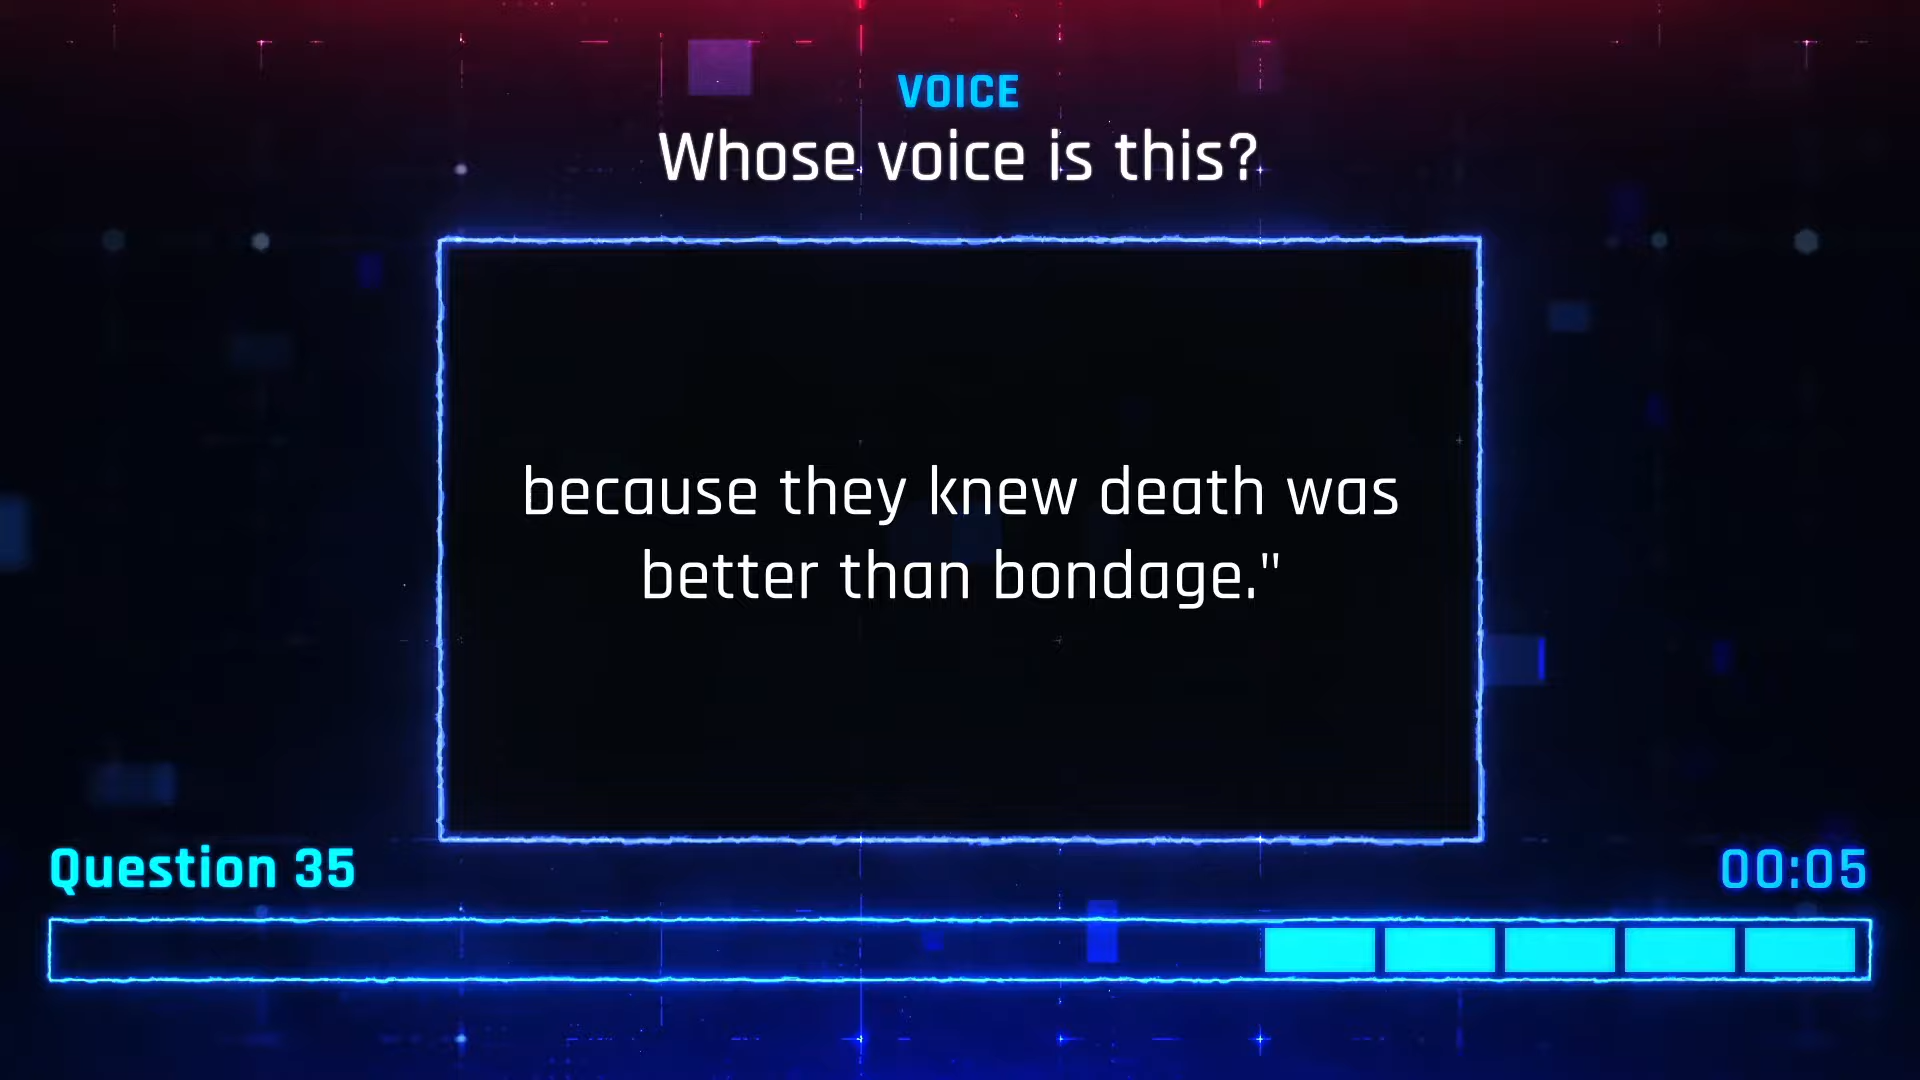 VOICE
Whose voice is this?
because they knew death was
better than bondage."
Question 35
00:05